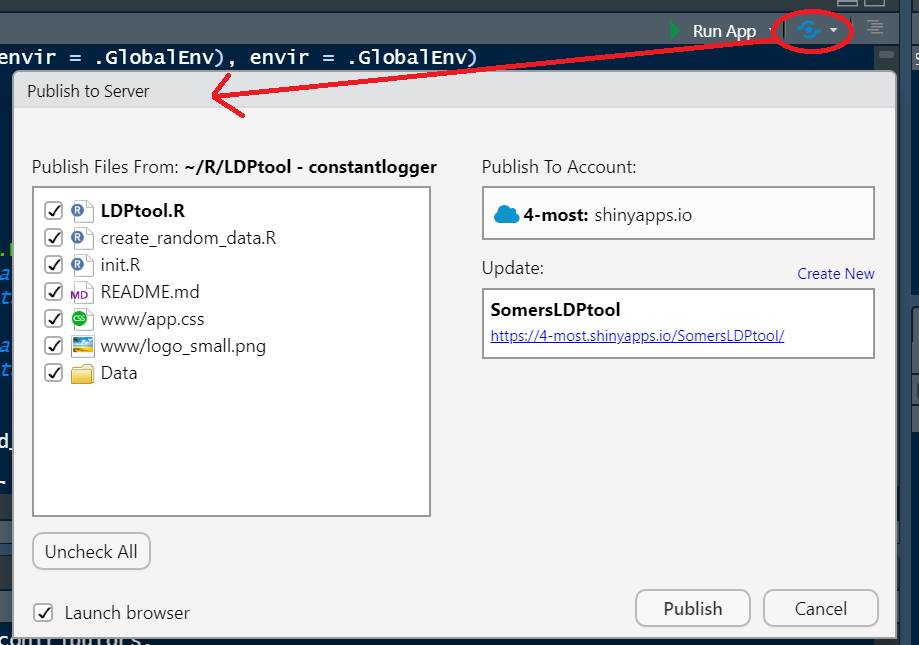 Run App
envir = .GlobalEnv), envir = .GlobalEnv)
Publish to Server
Publish Files From: ~/R/LDPtool - constantlogger
LDPtool.R
create_random_data.R
init.R
MD README.md
CSS www/app.css
www/logo_small.png
Data
Uncheck All
Launch browser
Publish To Account:
4-most: shinyapps.io
Update:
Create New
SomersLDPtool
https://4-most.shinyapps.io/SomersLDPtool/
Publish
Cancel